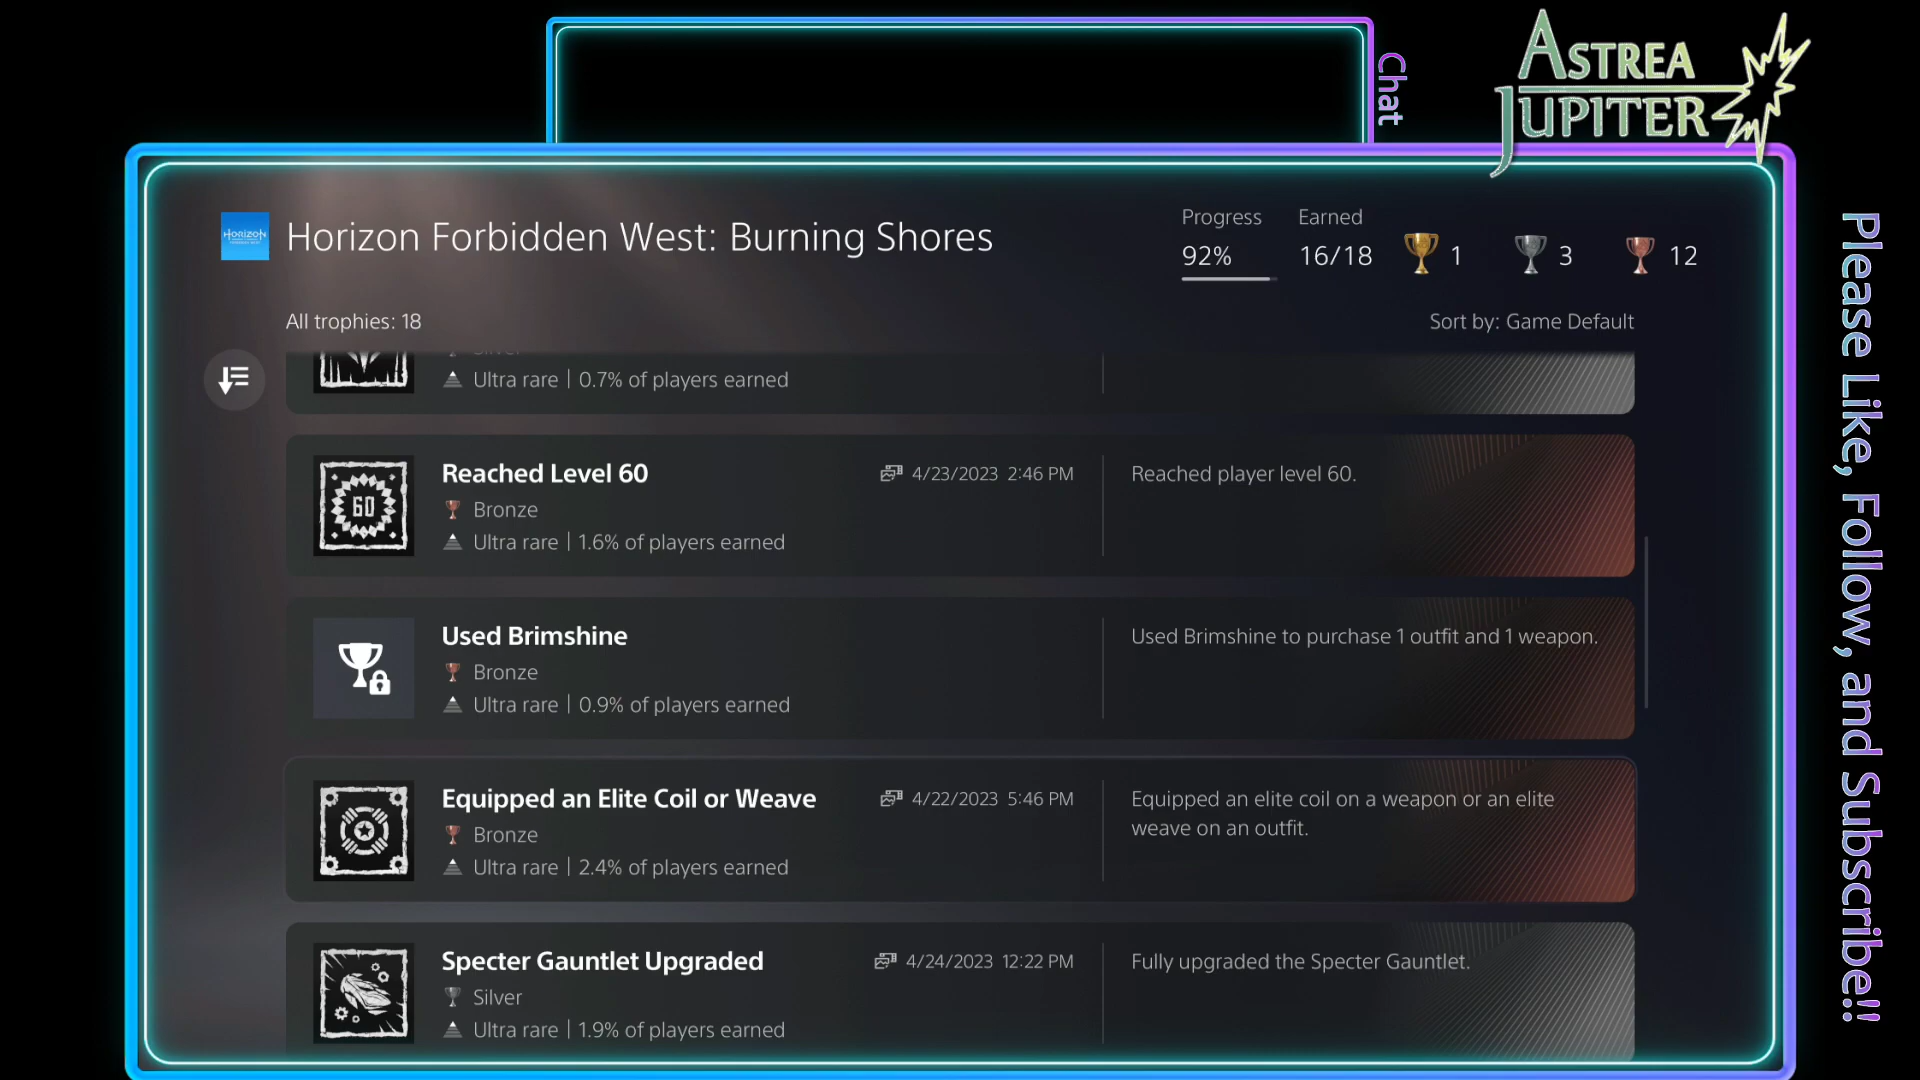 ASTREA
JUPITER
Chat
HORIZON
Horizon Forbidden West: Burning Shores
Progress
92%
Earned
16/18
1
3
12
All trophies: 18
Sort by: Game Default
Silver
Ultra rare | 0.7% of players earned
60
Reached Level 60
4/23/2023 2:46 PM
Bronze
Ultra rare | 1.6% of players earned
Reached player level 60.
Used Brimshine
Bronze
Ultra rare | 0.9% of players earned
Used Brimshine to purchase 1 outfit and 1 weapon.
Equipped an Elite Coil or Weave
4/22/2023 5:46 PM
Bronze
Ultra rare | 2.4% of players earned
Equipped an elite coil on a weapon or an elite
weave on an outfit.
Specter Gauntlet Upgraded
4/24/2023 12:22 PM
Silver
Ultra rare | 1.9% of players earned
Fully upgraded the Specter Gauntlet.
Please Like, Follow, and Subscribe!!